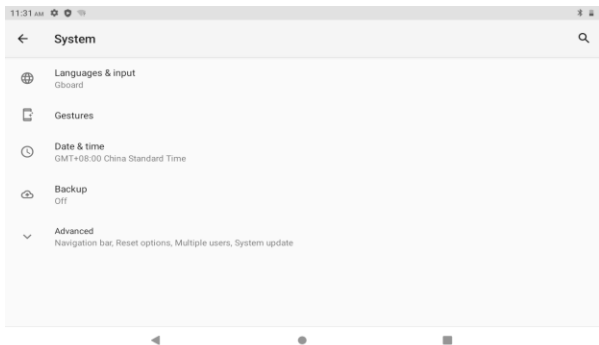 11:31 AM
System
Languages & input
Gboard
Gestures
Date & time
GMT+08:00 China Standard Time
Backup
Off
Advanced
Navigation bar, Reset options, Multiple users, System update